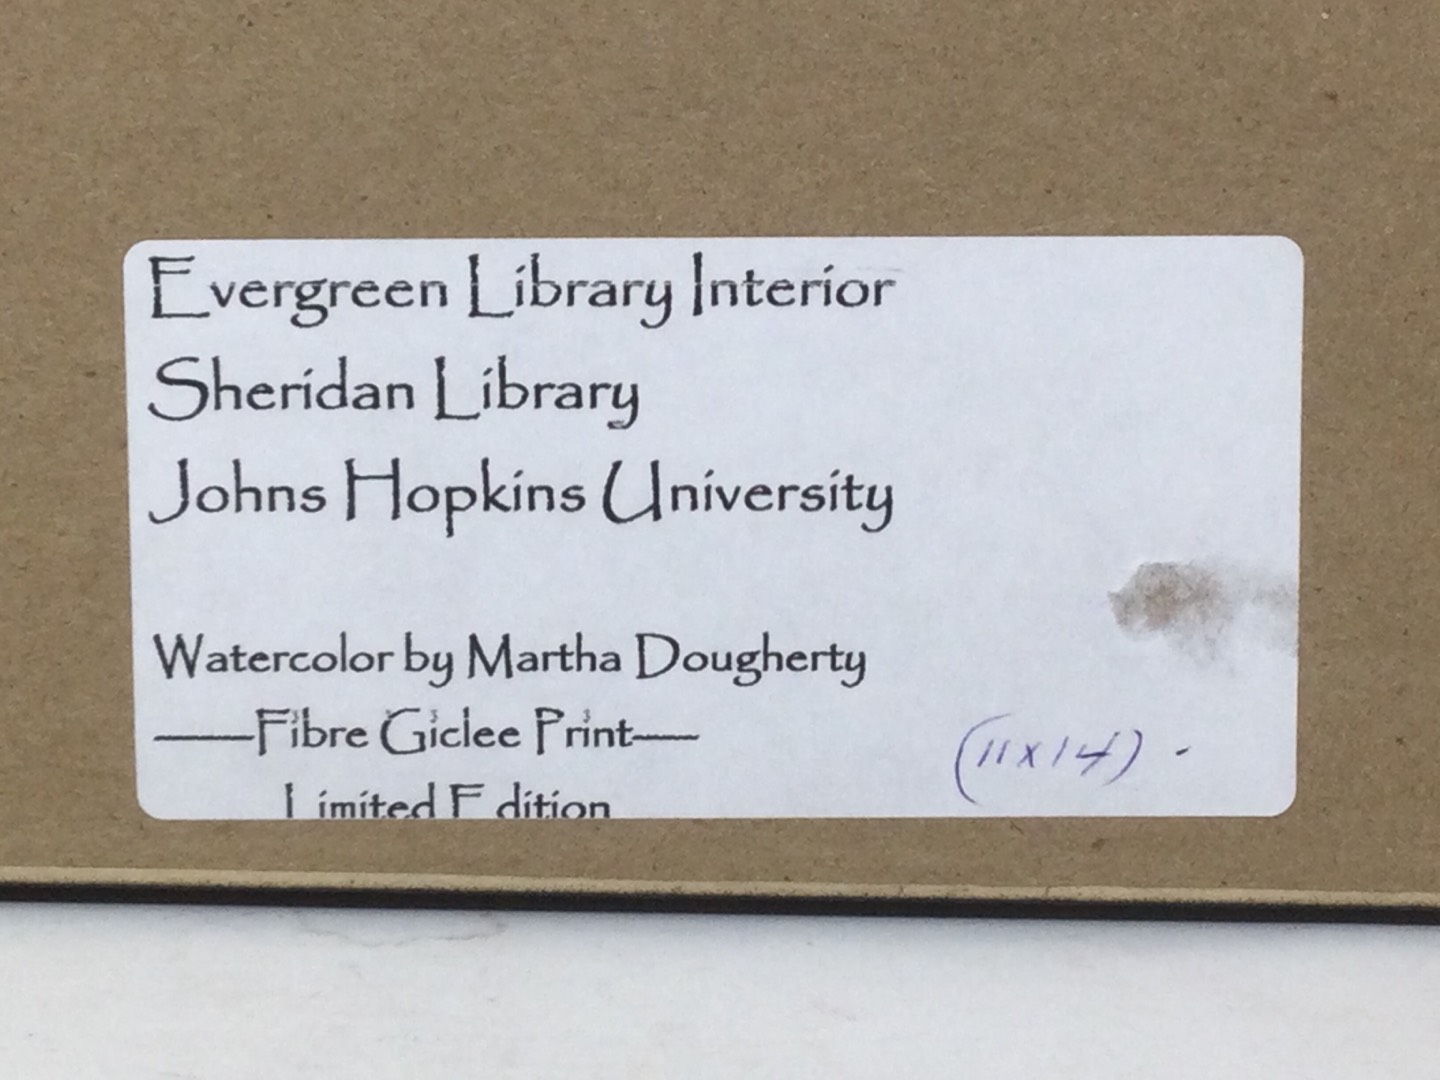 Evergreen Library Interior
Sheridan Library
Johns Hopkins University
Watercolor by Martha Dougherty
——Fibre Giclee Print—
Limited Edition
(11x14) -